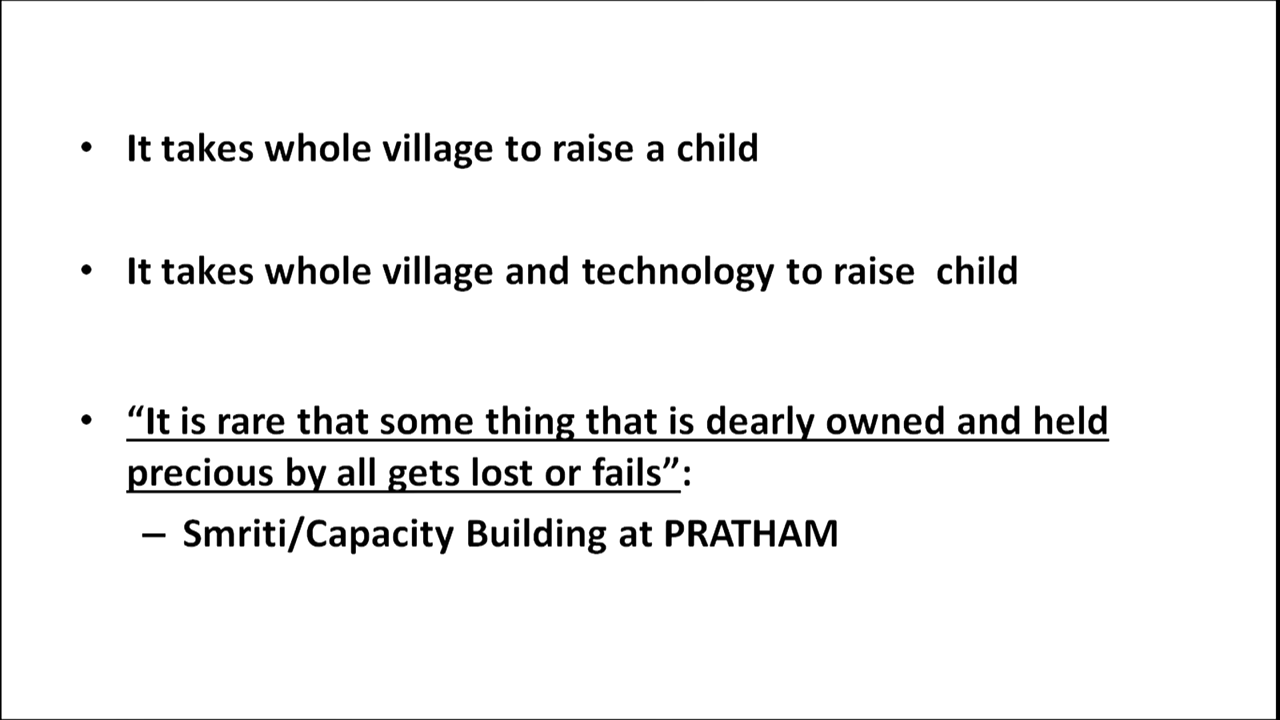 • It takes whole village to raise a child
• It takes whole village and technology to raise  child
• “It is rare that some thing that is dearly owned and held
precious by all gets lost or fails”:
– Smriti/Capacity Building at PRATHAM